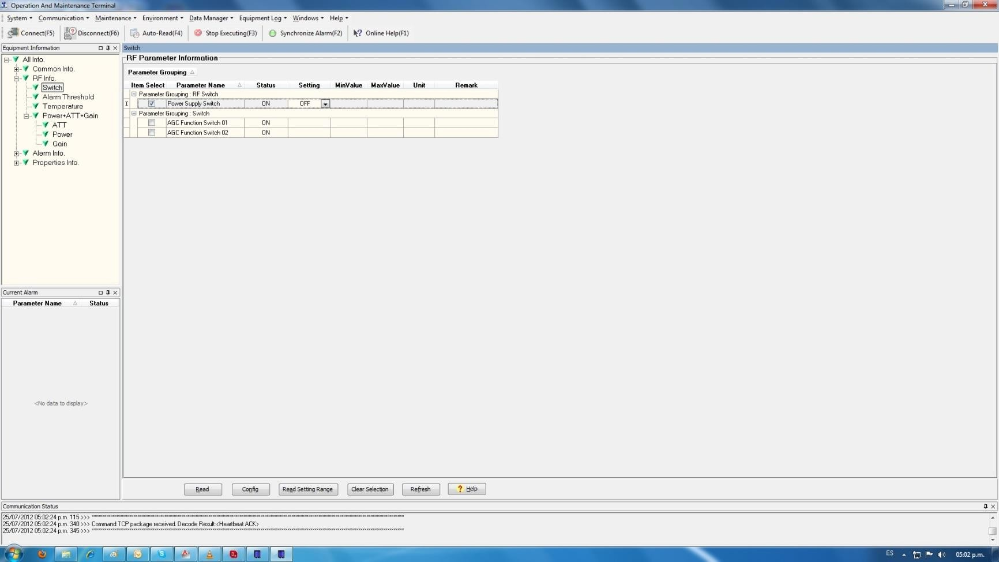 Operation And Maintenance Terminal
System Communication Maintenance Environment Data Manager Equipment Log Windows Help
Connect(F5) Disconnect(F6) Auto-Read(F4) Stop Executing(F3) Synchronize Alarm(F2) Online Help(F1)
Equipment Information
All Info.
Common Info.
RF Info.
Switch
Alarm Threshold
Temperature
Power+ATT+Gain
ATT
Power
Gain
Alarm Info.
Properties Info.
Switch
RF Parameter Information
Parameter Grouping
Item Select Parameter Name Status Setting MinValue MaxValue Unit Remark
Parameter Grouping : RF Switch
Power Supply Switch ON OFF
Parameter Grouping : Switch
AGC Function Switch 01 ON
AGC Function Switch 02 ON
Current Alarm
Parameter Name Status
<No data to display>
Read Config Read Setting Range Clear Selection Refresh ? Help
Communication Status
25/07/2012 05:02:24 p.m. 115 >>>
25/07/2012 05:02:24 p.m. 340 >>> Command:TCP package received. Decode Result:<Heartbeat ACK>
25/07/2012 05:02:24 p.m. 345 >>>
ES 05:02 p.m.